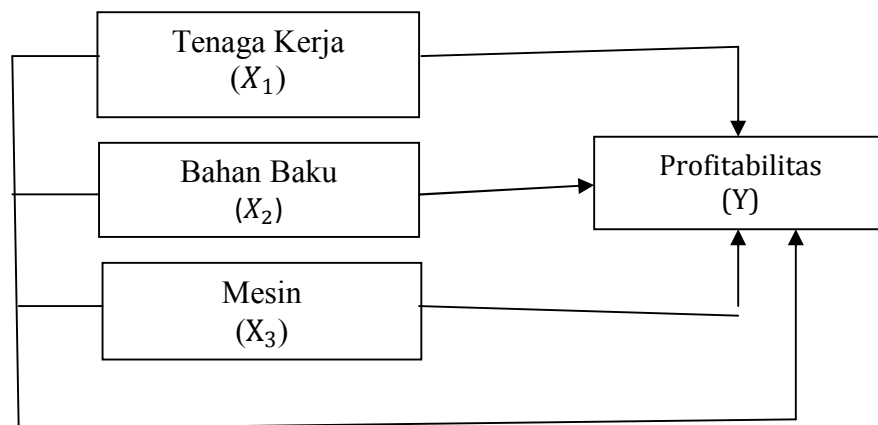 Tenaga Kerja
(X₁)
Bahan Baku
(X₂)
Profitabilitas
(Y)
Mesin
(X₃)